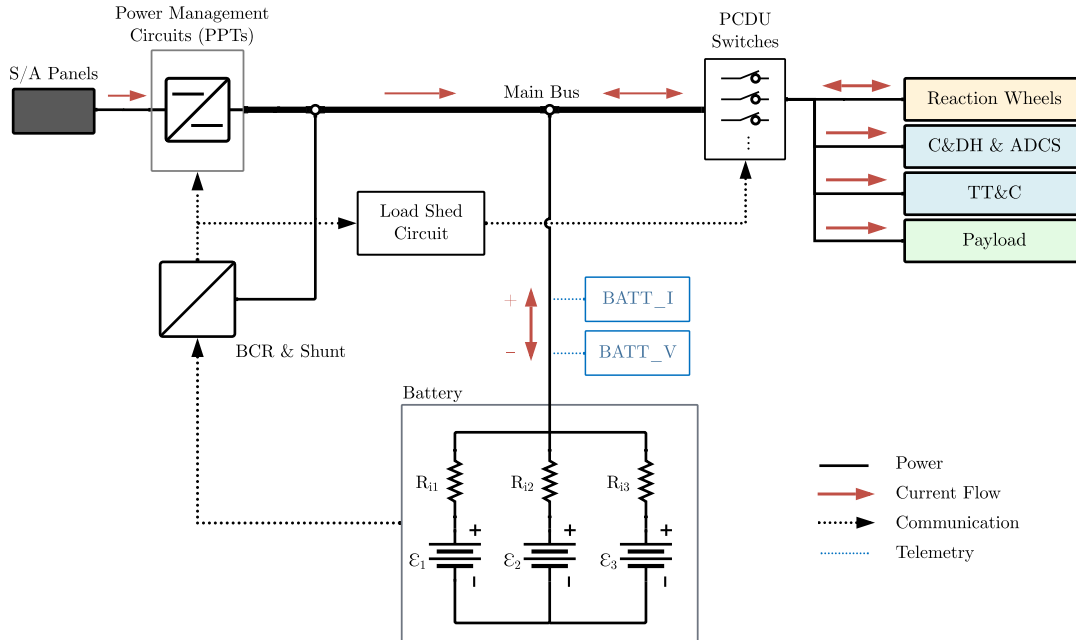 Power Management
Circuits (PPTs)
PCDU
Switches
S/A Panels
Main Bus
Reaction Wheels
C&DH & ADCS
TT&C
Payload
Load Shed
Circuit
+
BATT_I
−
BATT_V
BCR & Shunt
Battery
Ri1
Ri2
Ri3
+
+
+
ℰ1
ℰ2
ℰ3
−
−
−
Power
Current Flow
Communication
Telemetry